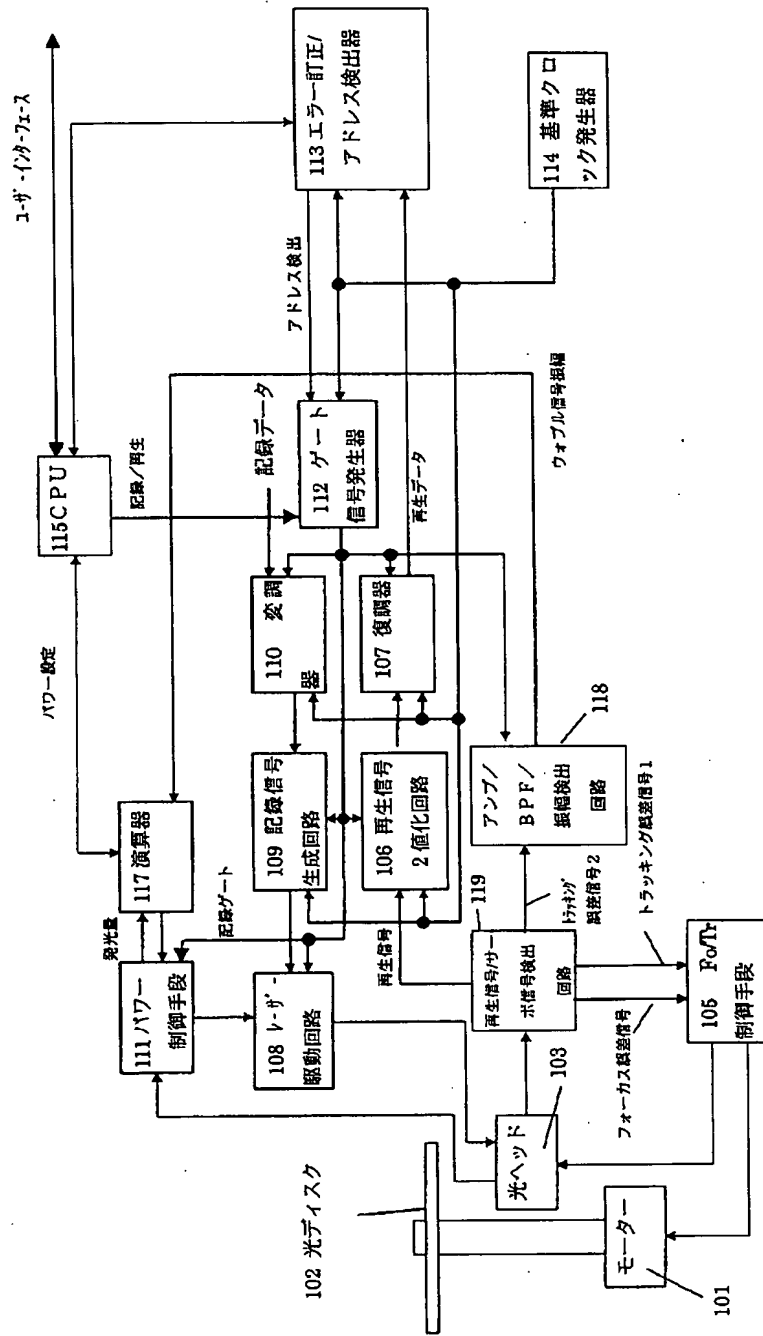 ユーザ-インターフェース
115CPU
パワー設定
記録/再生
117演算器
発光量
111パワー
制御手段
記録ゲート
108 レーザー
駆動回路
109 記録信号
生成回路
110 変調
器
記録データ
112 ゲート
信号発生器
アドレス検出
113 エラー訂正/
アドレス検出器
114 基準クロ
ック発生器
再生信号
106 再生信号
2値化回路
107 復調器
再生データ
ウォブル信号振幅
102 光ディスク
光ヘッド
103
119
再生信号/サー
ボ信号検出
回路
トラッキング
誤差信号2
アンプ/
BPF/
振幅検出
回路
118
トラッキング誤差信号1
フォーカス誤差信号
105 Fo/Tr
制御手段
モーター
101